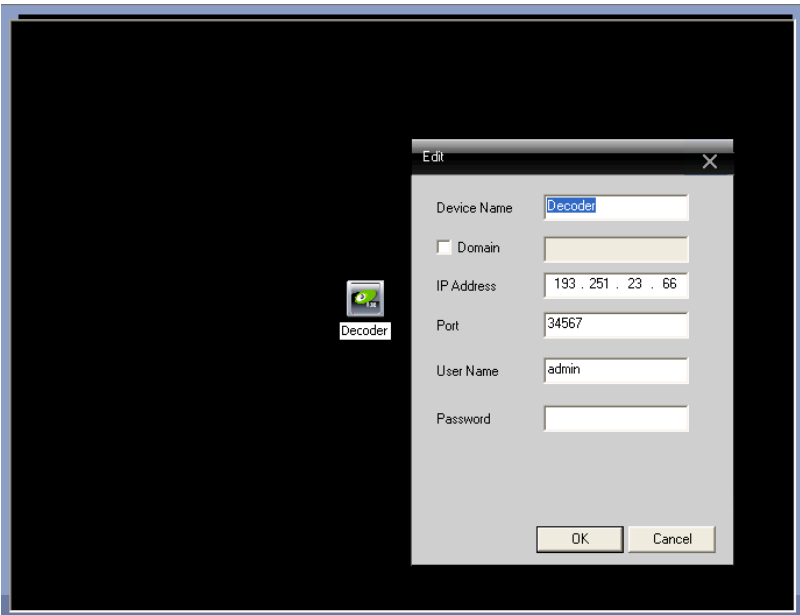 Edit
Device Name Decoder
Domain
IP Address 193 . 251 . 23 . 66
Port 34567
User Name admin
Password
Decoder
OK Cancel